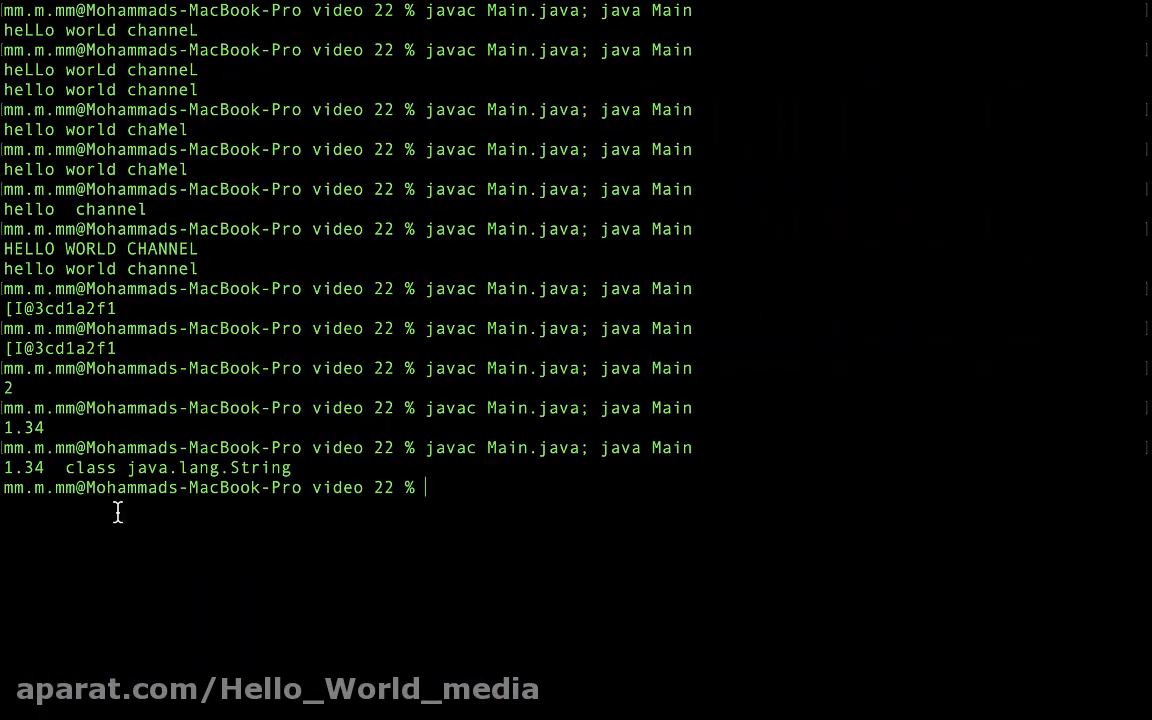 mm.m.mm@Mohammads-MacBook-Pro video 22 % javac Main.java; java Main
heLLo worLd channeL
mm.m.mm@Mohammads-MacBook-Pro video 22 % javac Main.java; java Main
heLLo worLd channeL
hello world channel
mm.m.mm@Mohammads-MacBook-Pro video 22 % javac Main.java; java Main
hello world chaMel
mm.m.mm@Mohammads-MacBook-Pro video 22 % javac Main.java; java Main
hello world chaMel
mm.m.mm@Mohammads-MacBook-Pro video 22 % javac Main.java; java Main
hello  channel
mm.m.mm@Mohammads-MacBook-Pro video 22 % javac Main.java; java Main
HELLO WORLD CHANNEL
hello world channel
mm.m.mm@Mohammads-MacBook-Pro video 22 % javac Main.java; java Main
[I@3cd1a2f1
mm.m.mm@Mohammads-MacBook-Pro video 22 % javac Main.java; java Main
[I@3cd1a2f1
mm.m.mm@Mohammads-MacBook-Pro video 22 % javac Main.java; java Main
2
mm.m.mm@Mohammads-MacBook-Pro video 22 % javac Main.java; java Main
1.34
mm.m.mm@Mohammads-MacBook-Pro video 22 % javac Main.java; java Main
1.34  class java.lang.String
mm.m.mm@Mohammads-MacBook-Pro video 22 %
aparat.com/Hello_World_media